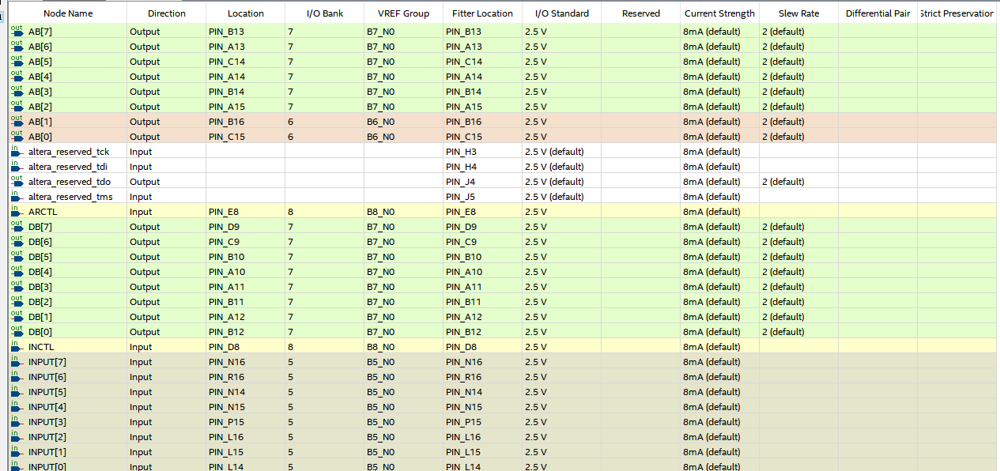 Node Name Direction Location I/O Bank VREF Group Fitter Location I/O Standard Reserved Current Strength Slew Rate Differential Pair Strict Preservation
out AB[7] Output PIN_B13 7 B7_N0 PIN_B13 2.5 V 8mA (default) 2 (default)
out AB[6] Output PIN_A13 7 B7_N0 PIN_A13 2.5 V 8mA (default) 2 (default)
out AB[5] Output PIN_C14 7 B7_N0 PIN_C14 2.5 V 8mA (default) 2 (default)
out AB[4] Output PIN_A14 7 B7_N0 PIN_A14 2.5 V 8mA (default) 2 (default)
out AB[3] Output PIN_B14 7 B7_N0 PIN_B14 2.5 V 8mA (default) 2 (default)
out AB[2] Output PIN_A15 7 B7_N0 PIN_A15 2.5 V 8mA (default) 2 (default)
out AB[1] Output PIN_B16 6 B6_N0 PIN_B16 2.5 V 8mA (default) 2 (default)
out AB[0] Output PIN_C15 6 B6_N0 PIN_C15 2.5 V 8mA (default) 2 (default)
in altera_reserved_tck Input PIN_H3 2.5 V (default) 8mA (default)
in altera_reserved_tdi Input PIN_H4 2.5 V (default) 8mA (default)
out altera_reserved_tdo Output PIN_J4 2.5 V (default) 8mA (default) 2 (default)
in altera_reserved_tms Input PIN_J5 2.5 V (default) 8mA (default)
in ARCTL Input PIN_E8 8 B8_N0 PIN_E8 2.5 V 8mA (default)
out DB[7] Output PIN_D9 7 B7_N0 PIN_D9 2.5 V 8mA (default) 2 (default)
out DB[6] Output PIN_C9 7 B7_N0 PIN_C9 2.5 V 8mA (default) 2 (default)
out DB[5] Output PIN_B10 7 B7_N0 PIN_B10 2.5 V 8mA (default) 2 (default)
out DB[4] Output PIN_A10 7 B7_N0 PIN_A10 2.5 V 8mA (default) 2 (default)
out DB[3] Output PIN_A11 7 B7_N0 PIN_A11 2.5 V 8mA (default) 2 (default)
out DB[2] Output PIN_B11 7 B7_N0 PIN_B11 2.5 V 8mA (default) 2 (default)
out DB[1] Output PIN_A12 7 B7_N0 PIN_A12 2.5 V 8mA (default) 2 (default)
out DB[0] Output PIN_B12 7 B7_N0 PIN_B12 2.5 V 8mA (default) 2 (default)
in INCTL Input PIN_D8 8 B8_N0 PIN_D8 2.5 V 8mA (default)
in INPUT[7] Input PIN_N16 5 B5_N0 PIN_N16 2.5 V 8mA (default)
in INPUT[6] Input PIN_R16 5 B5_N0 PIN_R16 2.5 V 8mA (default)
in INPUT[5] Input PIN_N14 5 B5_N0 PIN_N14 2.5 V 8mA (default)
in INPUT[4] Input PIN_N15 5 B5_N0 PIN_N15 2.5 V 8mA (default)
in INPUT[3] Input PIN_P15 5 B5_N0 PIN_P15 2.5 V 8mA (default)
in INPUT[2] Input PIN_L16 5 B5_N0 PIN_L16 2.5 V 8mA (default)
in INPUT[1] Input PIN_L15 5 B5_N0 PIN_L15 2.5 V 8mA (default)
in INPUT[0] Input PIN_L14 5 B5_N0 PIN_L14 2.5 V 8mA (default)